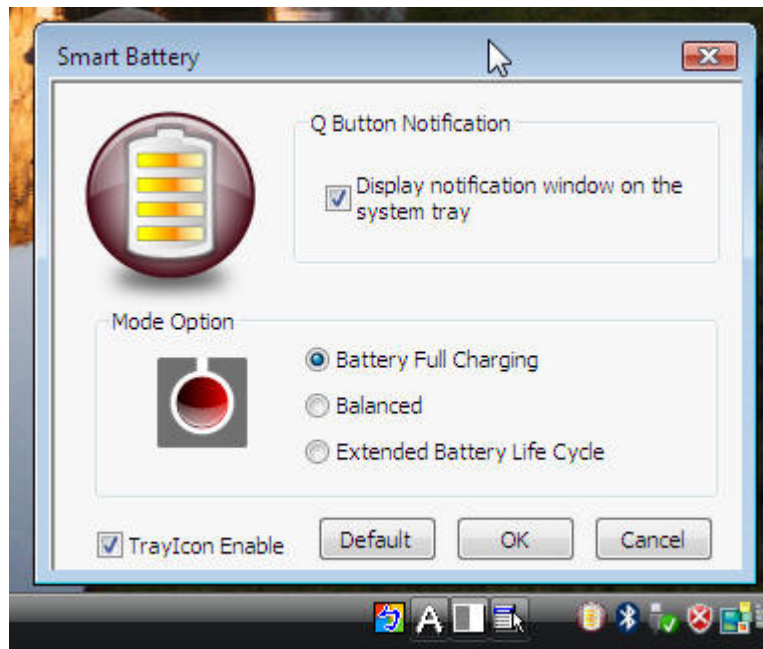 Smart Battery
Q Button Notification
Display notification window on the
system tray
Mode Option
Battery Full Charging
Balanced
Extended Battery Life Cycle
TrayIcon Enable
Default
OK
Cancel
A